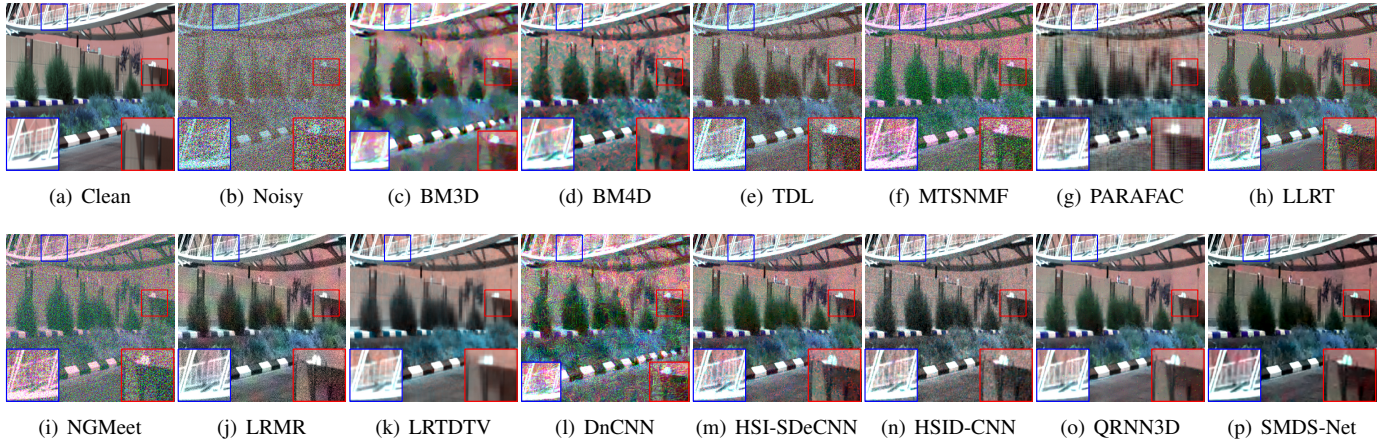 (a) Clean (b) Noisy (c) BM3D (d) BM4D (e) TDL (f) MTSNMF (g) PARAFAC (h) LLRT
(i) NGMeet (j) LRMR (k) LRTDTV (l) DnCNN (m) HSI-SDeCNN (n) HSID-CNN (o) QRNN3D (p) SMDS-Net